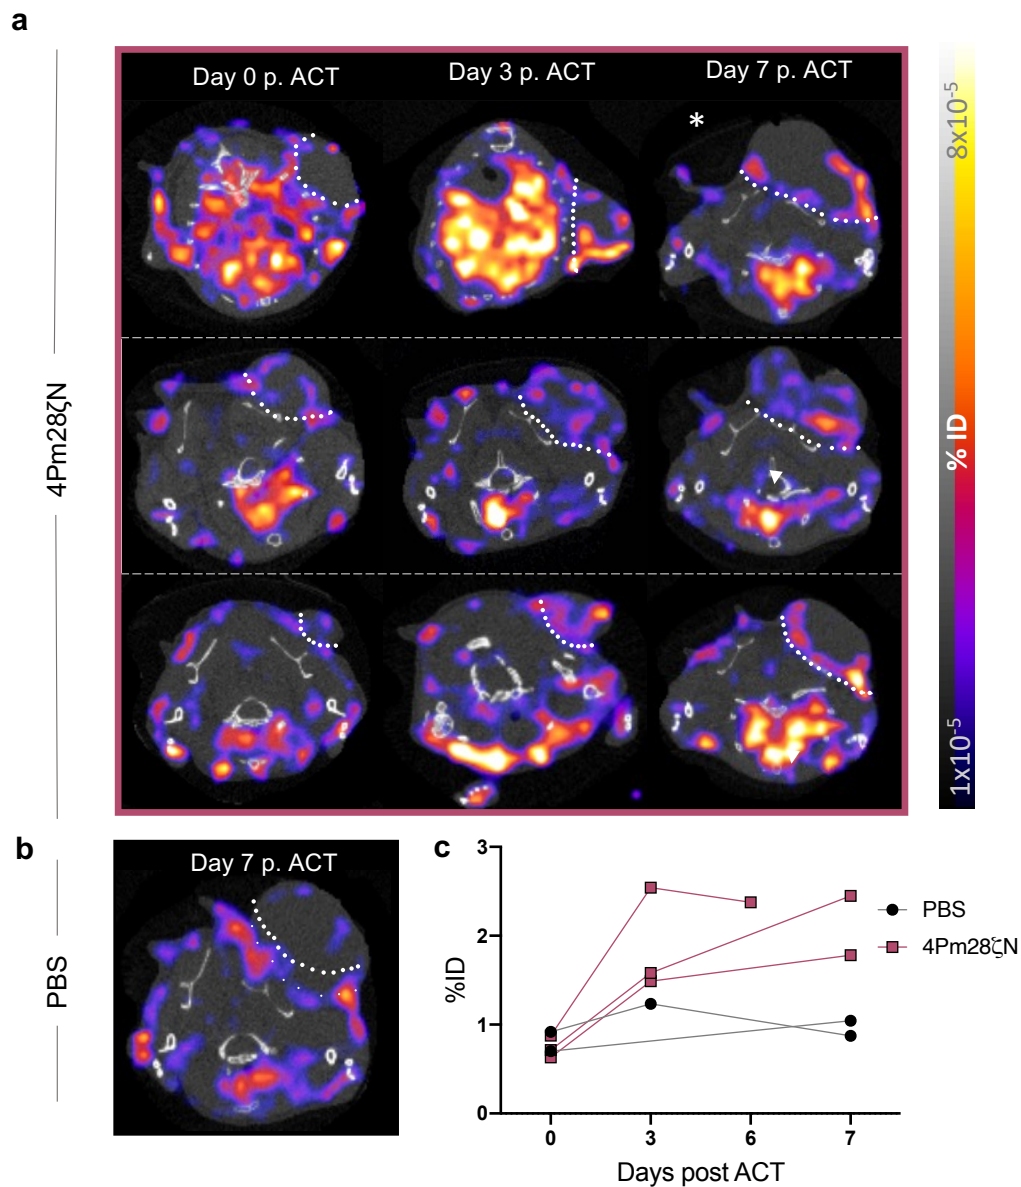 a
Day 0 p. ACT
Day 3 p. ACT
Day 7 p. ACT
*
4Pm28ζN
8x10-5
% ID
1x10-5
b
Day 7 p. ACT
PBS
c
%ID
3
2
1
0
0
3
6
7
Days post ACT
PBS
4Pm28ζN